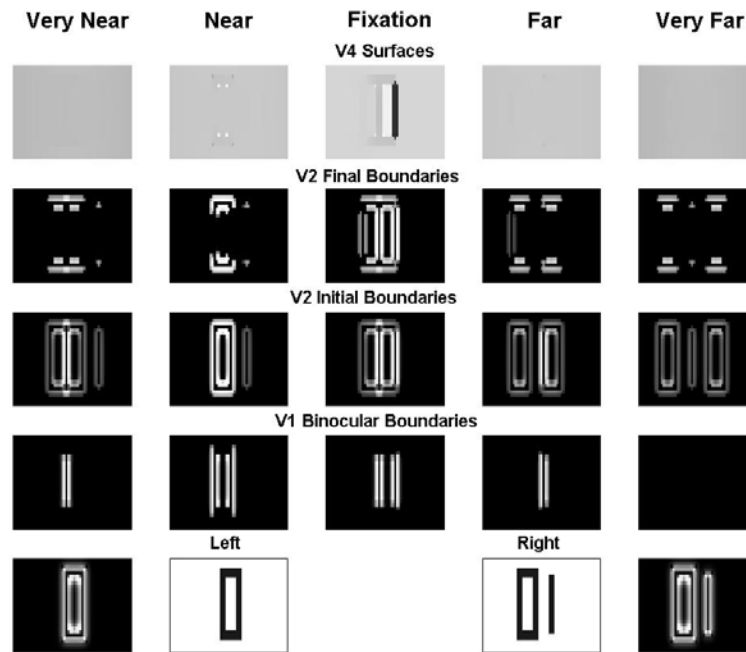 Very Near Near Fixation Far Very Far
V4 Surfaces
V2 Final Boundaries
V2 Initial Boundaries
V1 Binocular Boundaries
Left Right